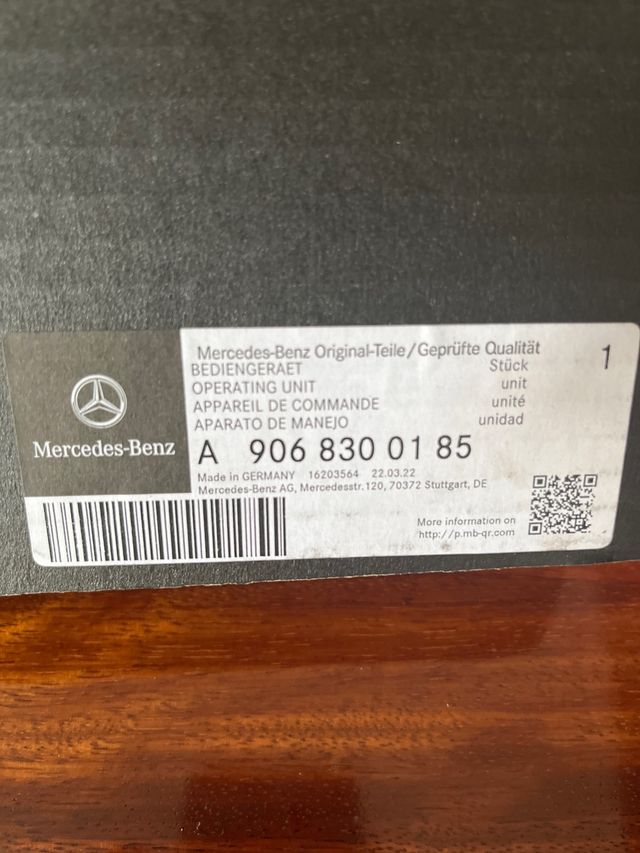 Mercedes-Benz Original-Teile/Geprüfte Qualität 1
BEDIENGERAET Stück
OPERATING UNIT unit
APPAREIL DE COMMANDE unité
APARATO DE MANEJO unidad
Mercedes-Benz
A 906 830 01 85
Made in GERMANY 16203564 22.03.22
Mercedes-Benz AG, Mercedesstr.120, 70372 Stuttgart, DE
More information on
http://p.mb-qr.com